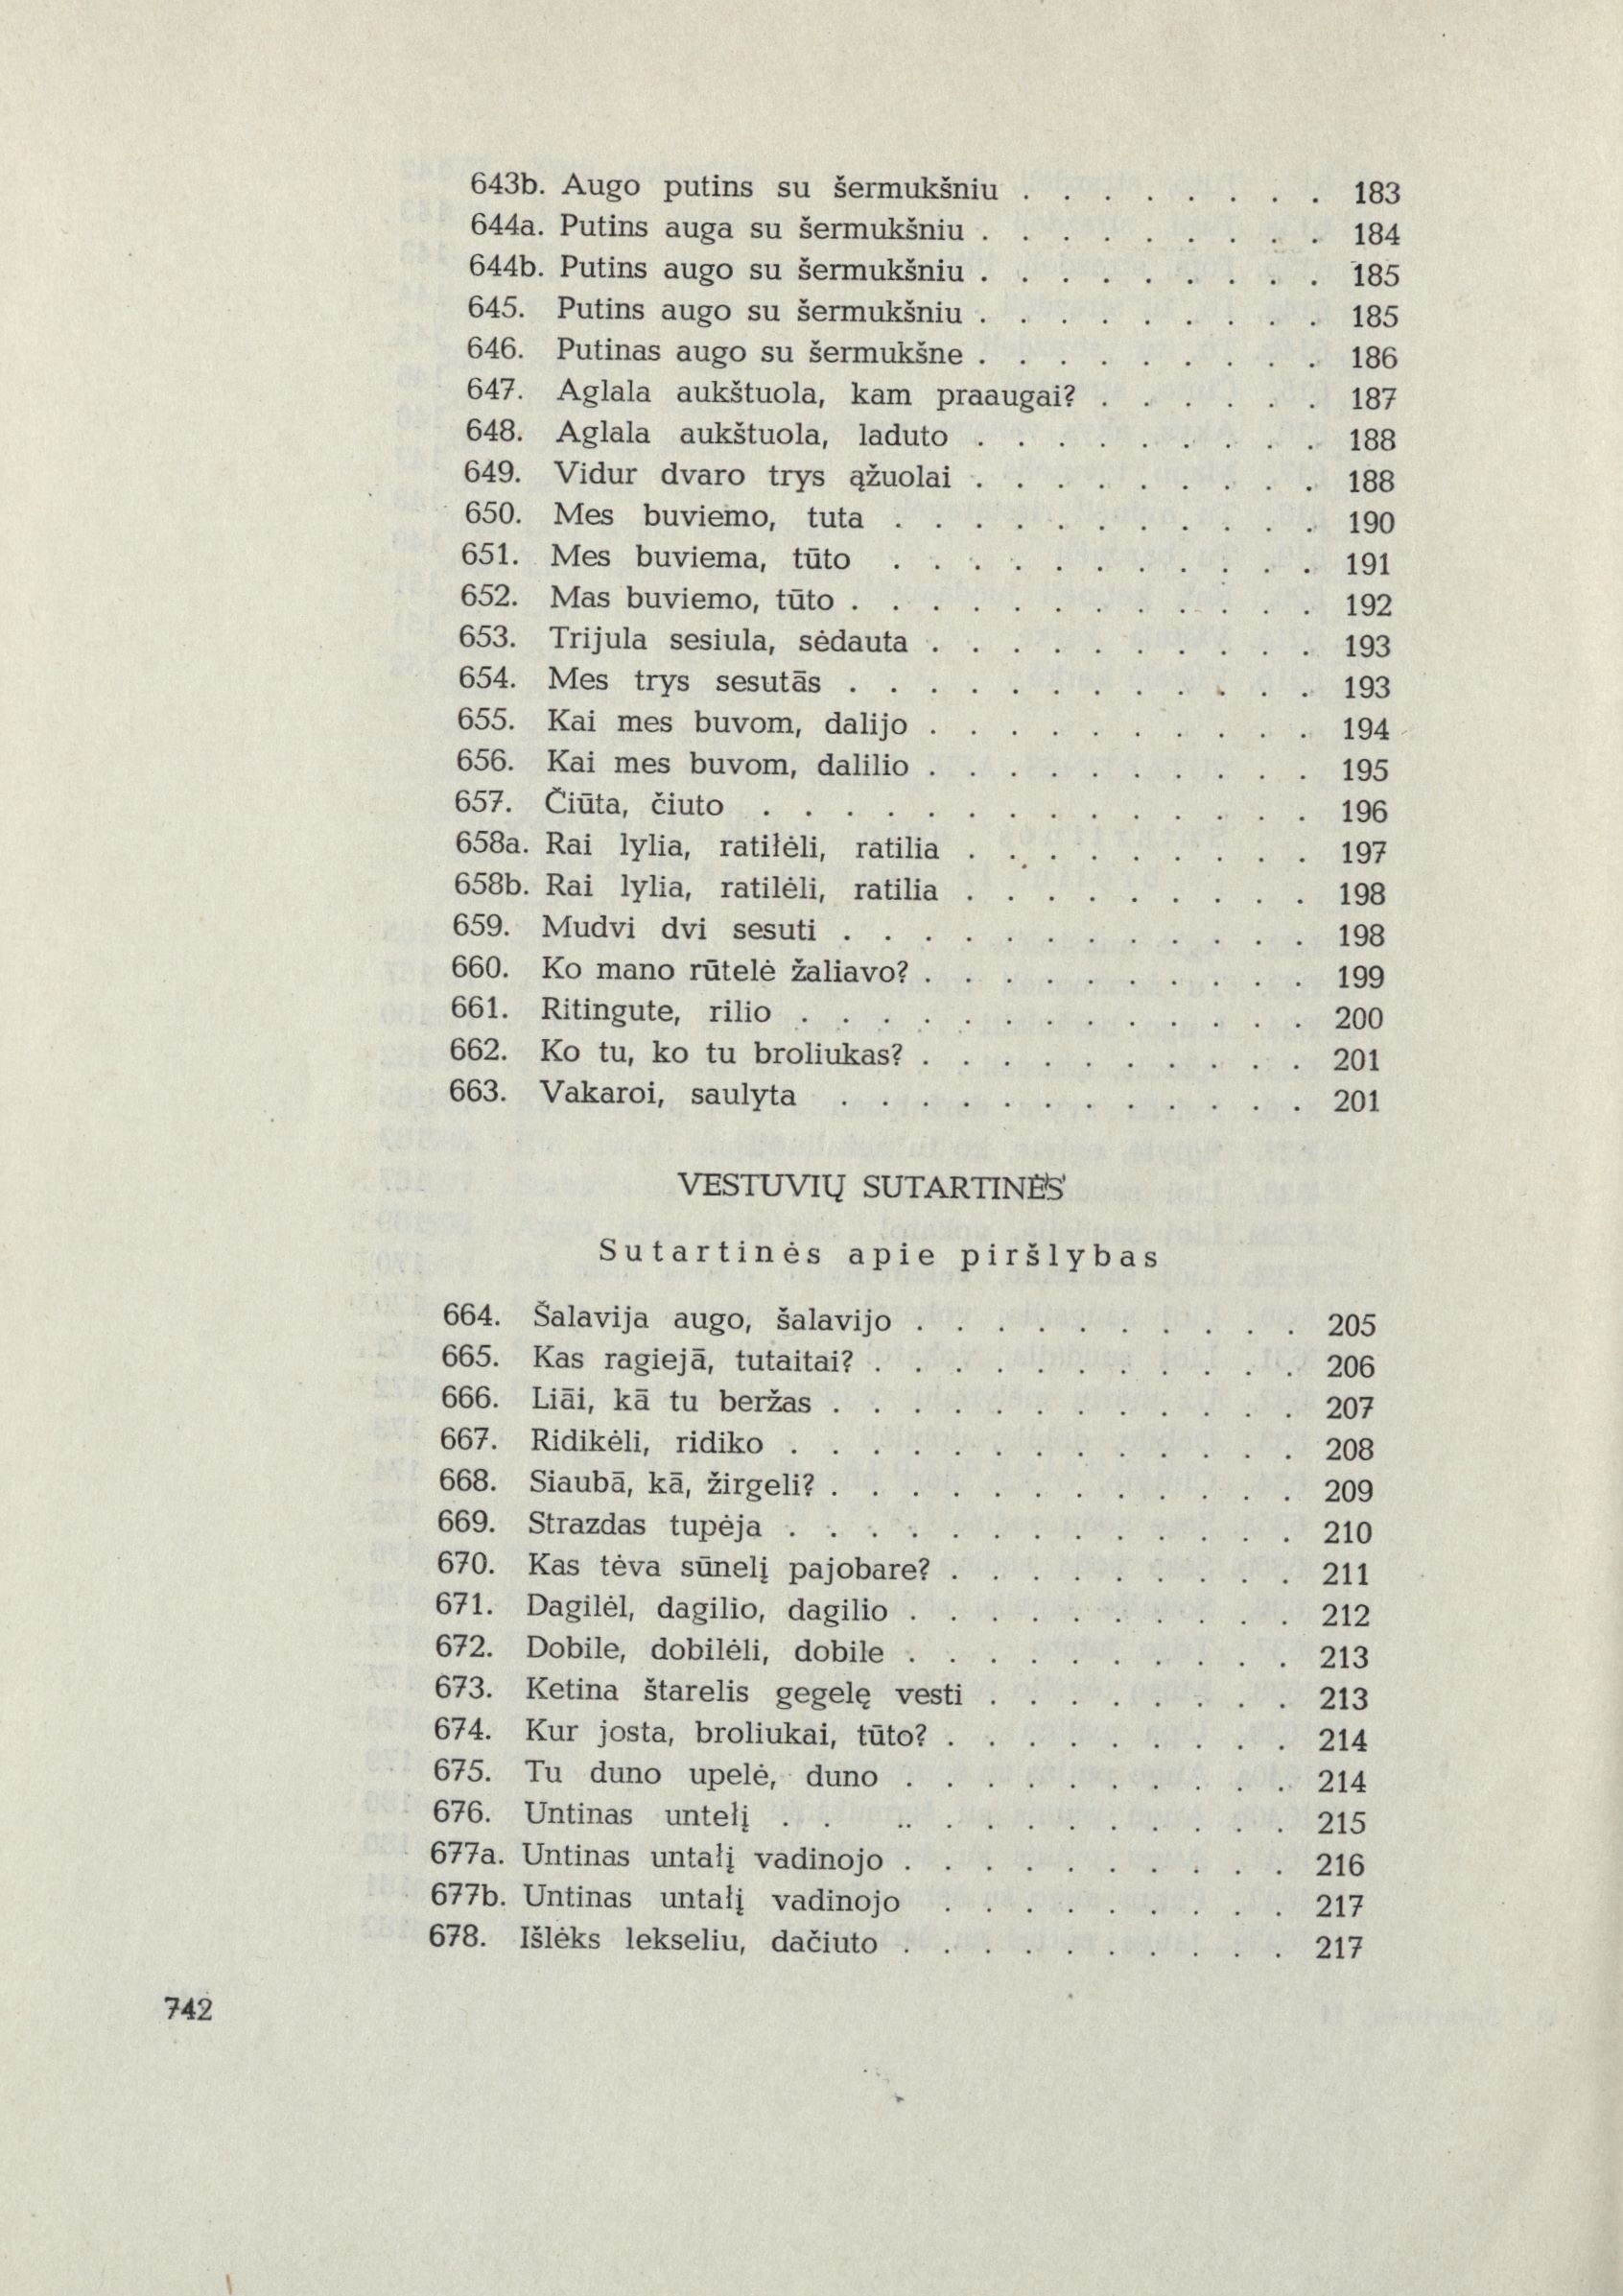 643b. Augo putins su šermukšniu . . . . . . . . 183
644a. Putins auga su šermukšniu . . . . . . . . . 184
644b. Putins augo su šermukšniu . . . . . . . . . 185
645. Putins augo su šermukšniu . . . . . . . . . 185
646. Putinas augo su šermukšne . . . . . . . . . 186
647. Aglala aukštuola, kam praaugai? . . . . . . 187
648. Aglala aukštuola, laduto . . . . . . . . . 188
649. Vidur dvaro trys ąžuolai . . . . . . . . . 188
650. Mes buviemo, tuta . . . . . . . . . . . 190
651. Mes buviema, tūto . . . . . . . . . . . 191
652. Mas buviemo, tūto . . . . . . . . . . . . 192
653. Trijula sesiula, sėdauta . . . . . . . . . . 193
654. Mes trys sesutās . . . . . . . . . . . . 193
655. Kai mes buvom, dalijo . . . . . . . . . . 194
656. Kai mes buvom, dalilio . . . . . . . . . . 195
657. Čiūta, čiuto . . . . . . . . . . . . . . 196
658a. Rai lylia, ratiłėli, ratilia . . . . . . . . . 197
658b. Rai lylia, ratilėli, ratilia . . . . . . . . . 198
659. Mudvi dvi sesuti . . . . . . . . . . . . 198
660. Ko mano rūtelė žaliavo? . . . . . . . . . . 199
661. Ritingute, rilio . . . . . . . . . . . . . 200
662. Ko tu, ko tu broliukas? . . . . . . . . . . 201
663. Vakaroi, saulyta . . . . . . . . . . . . 201
VESTUVIŲ SUTARTINĖS
Sutartinės apie piršlybas
664. Šalavija augo, šalavijo . . . . . . . . . . 205
665. Kas ragiejā, tutaitai? . . . . . . . . . . . 206
666. Liāi, kā tu beržas . . . . . . . . . . . . 207
667. Ridikėli, ridiko . . . . . . . . . . . . . 208
668. Siaubā, kā, žirgeli? . . . . . . . . . . . . 209
669. Strazdas tupėja . . . . . . . . . . . . . 210
670. Kas tėva sūnelį pajobare? . . . . . . . . . 211
671. Dagilėl, dagilio, dagilio . . . . . . . . . . 212
672. Dobile, dobilėli, dobile . . . . . . . . . . 213
673. Ketina štarelis gegelę vesti . . . . . . . . 213
674. Kur josta, broliukai, tūto? . . . . . . . . . 214
675. Tu duno upelė, duno . . . . . . . . . . 214
676. Untinas untełį . . .. . . . . . . . . . 215
677a. Untinas untałį vadinojo . . . . . . . . . . 216
677b. Untinas untałį vadinojo . . . . . . . . . 217
678. Išlėks lekseliu, dačiuto . . . . . . . . . . 217
742